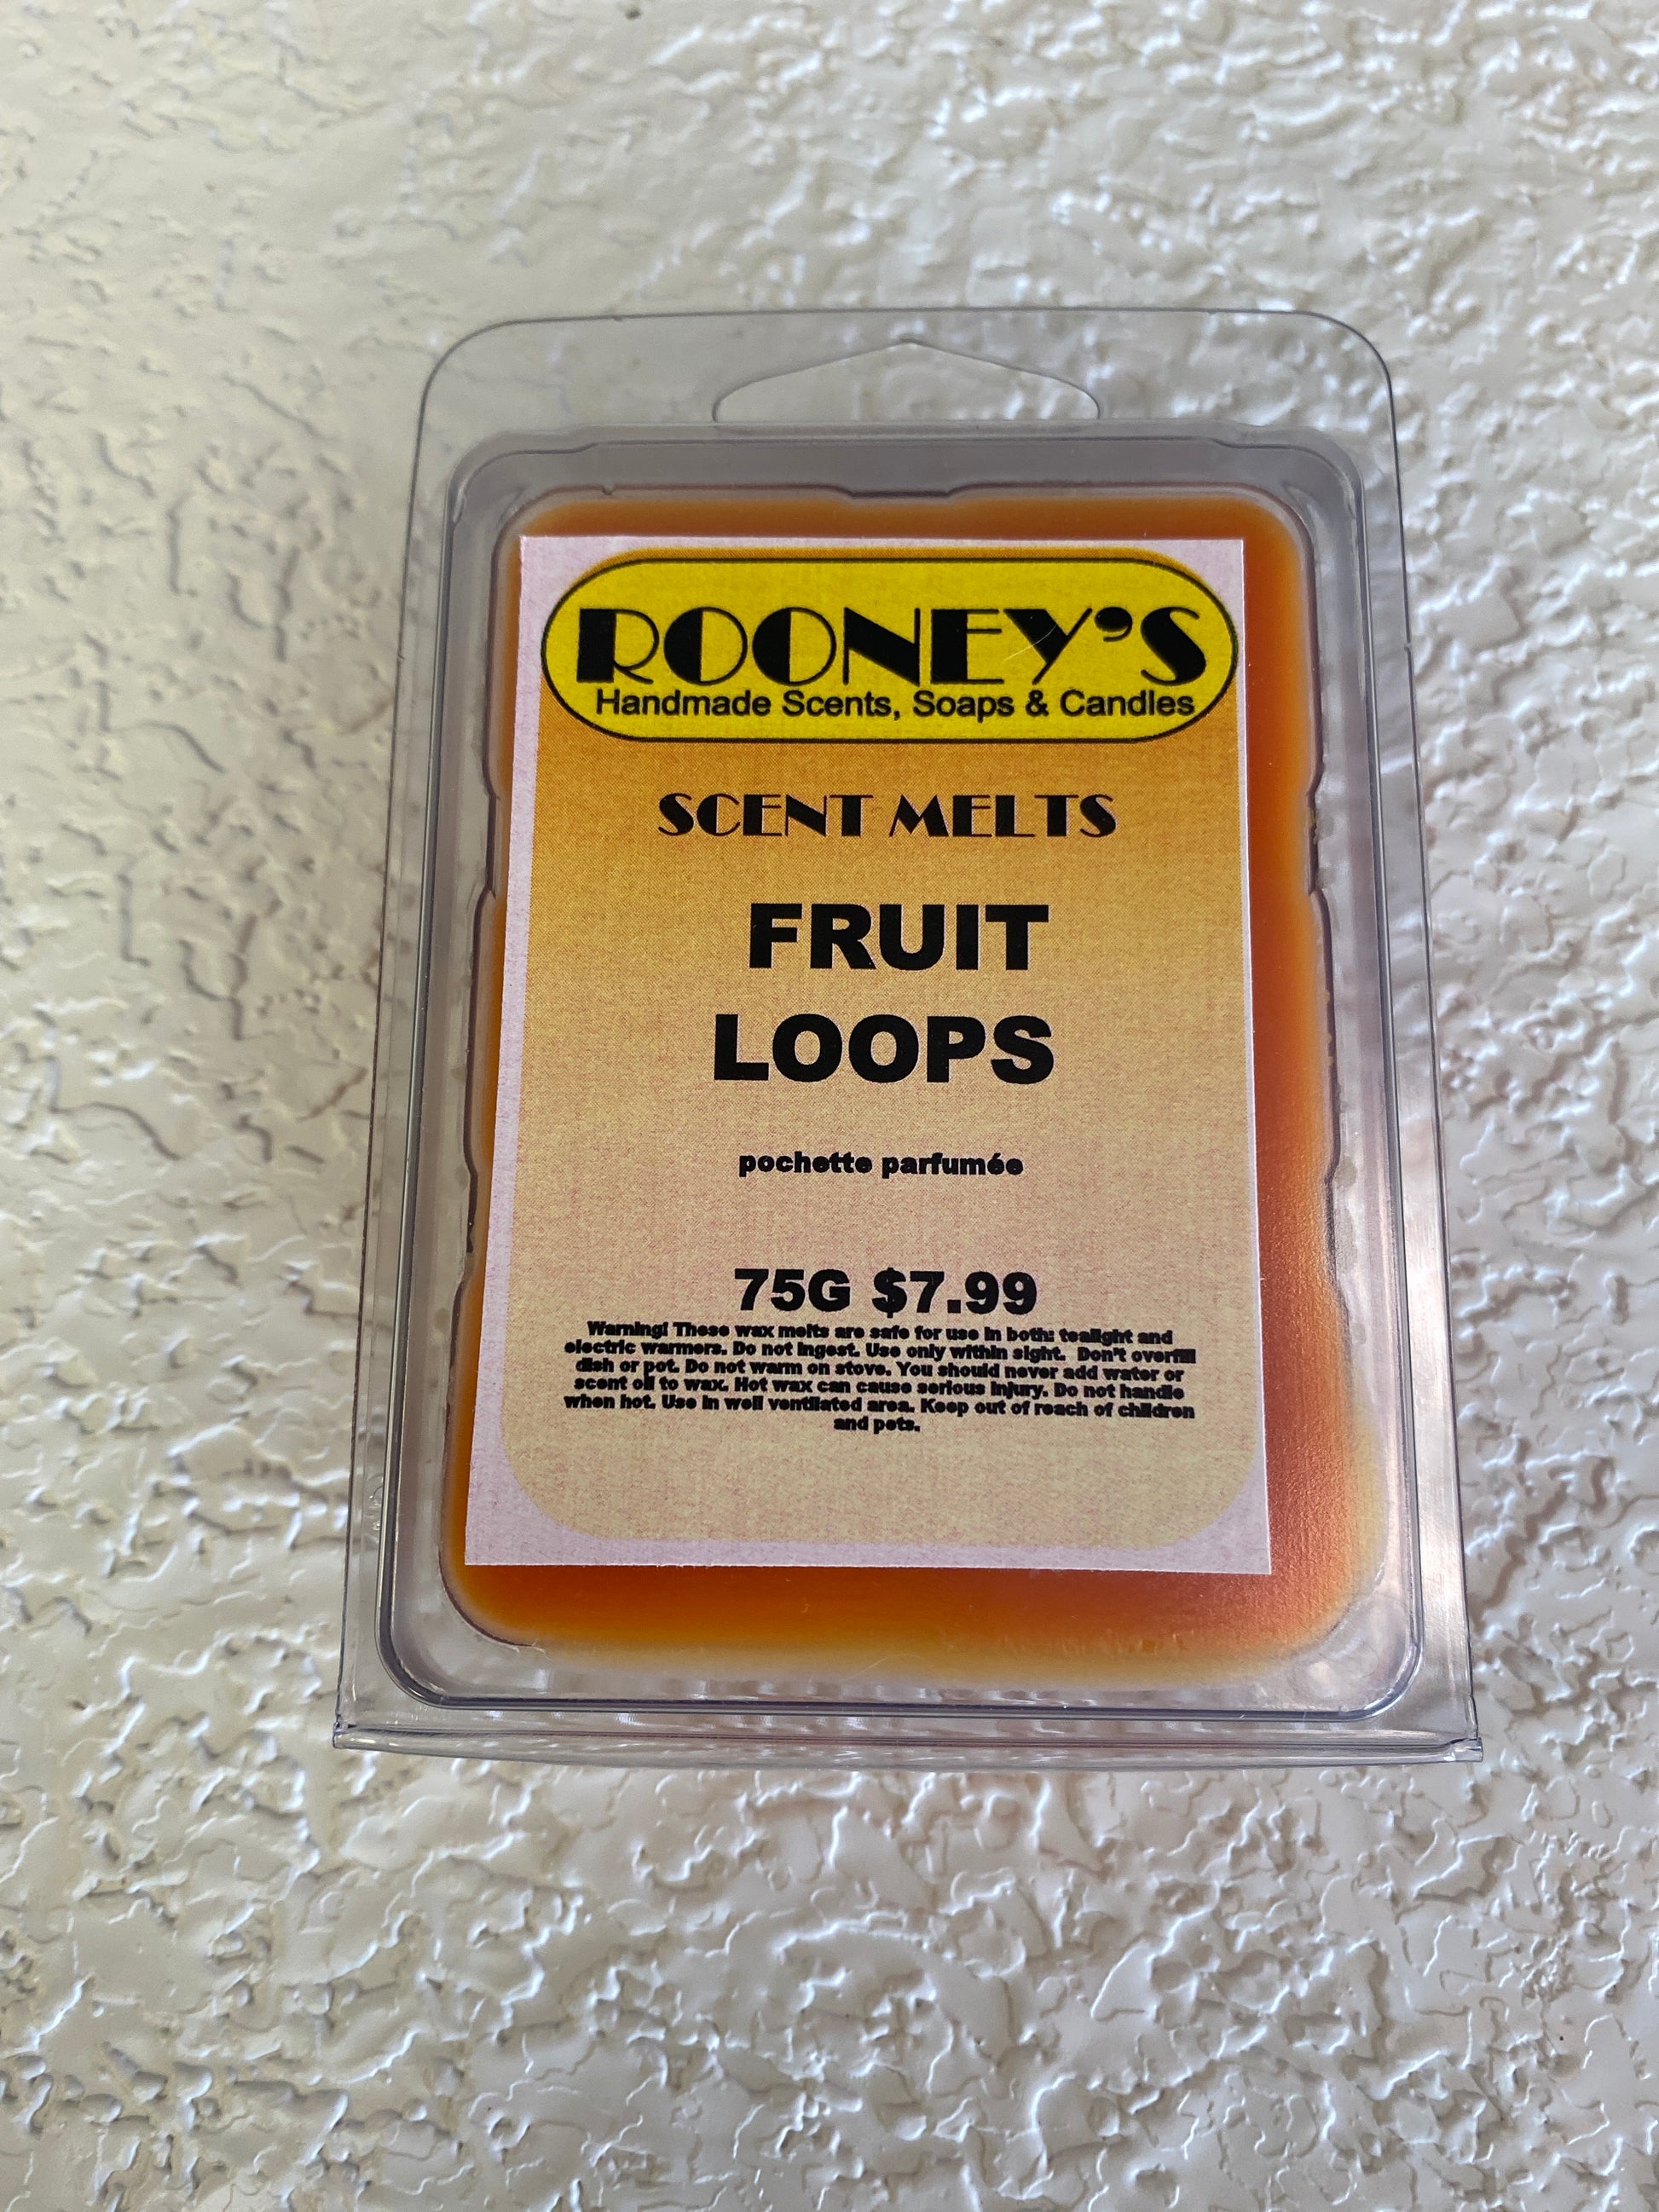 ROONEY'S
Handmade Scents, Soaps & Candles
SCENT MELTS
FRUIT
LOOPS
pochette parfumée
75G $7.99
Warning! These wax melts are safe for use in both: tealight and
electric warmers. Do not ingest. Use only within sight. Don't overfill
dish or pot. Do not warm on stove. You should never add water or
scent oil to wax. Hot wax can cause serious injury. Do not handle
when hot. Use in well ventilated area. Keep out of reach of children
and pets.